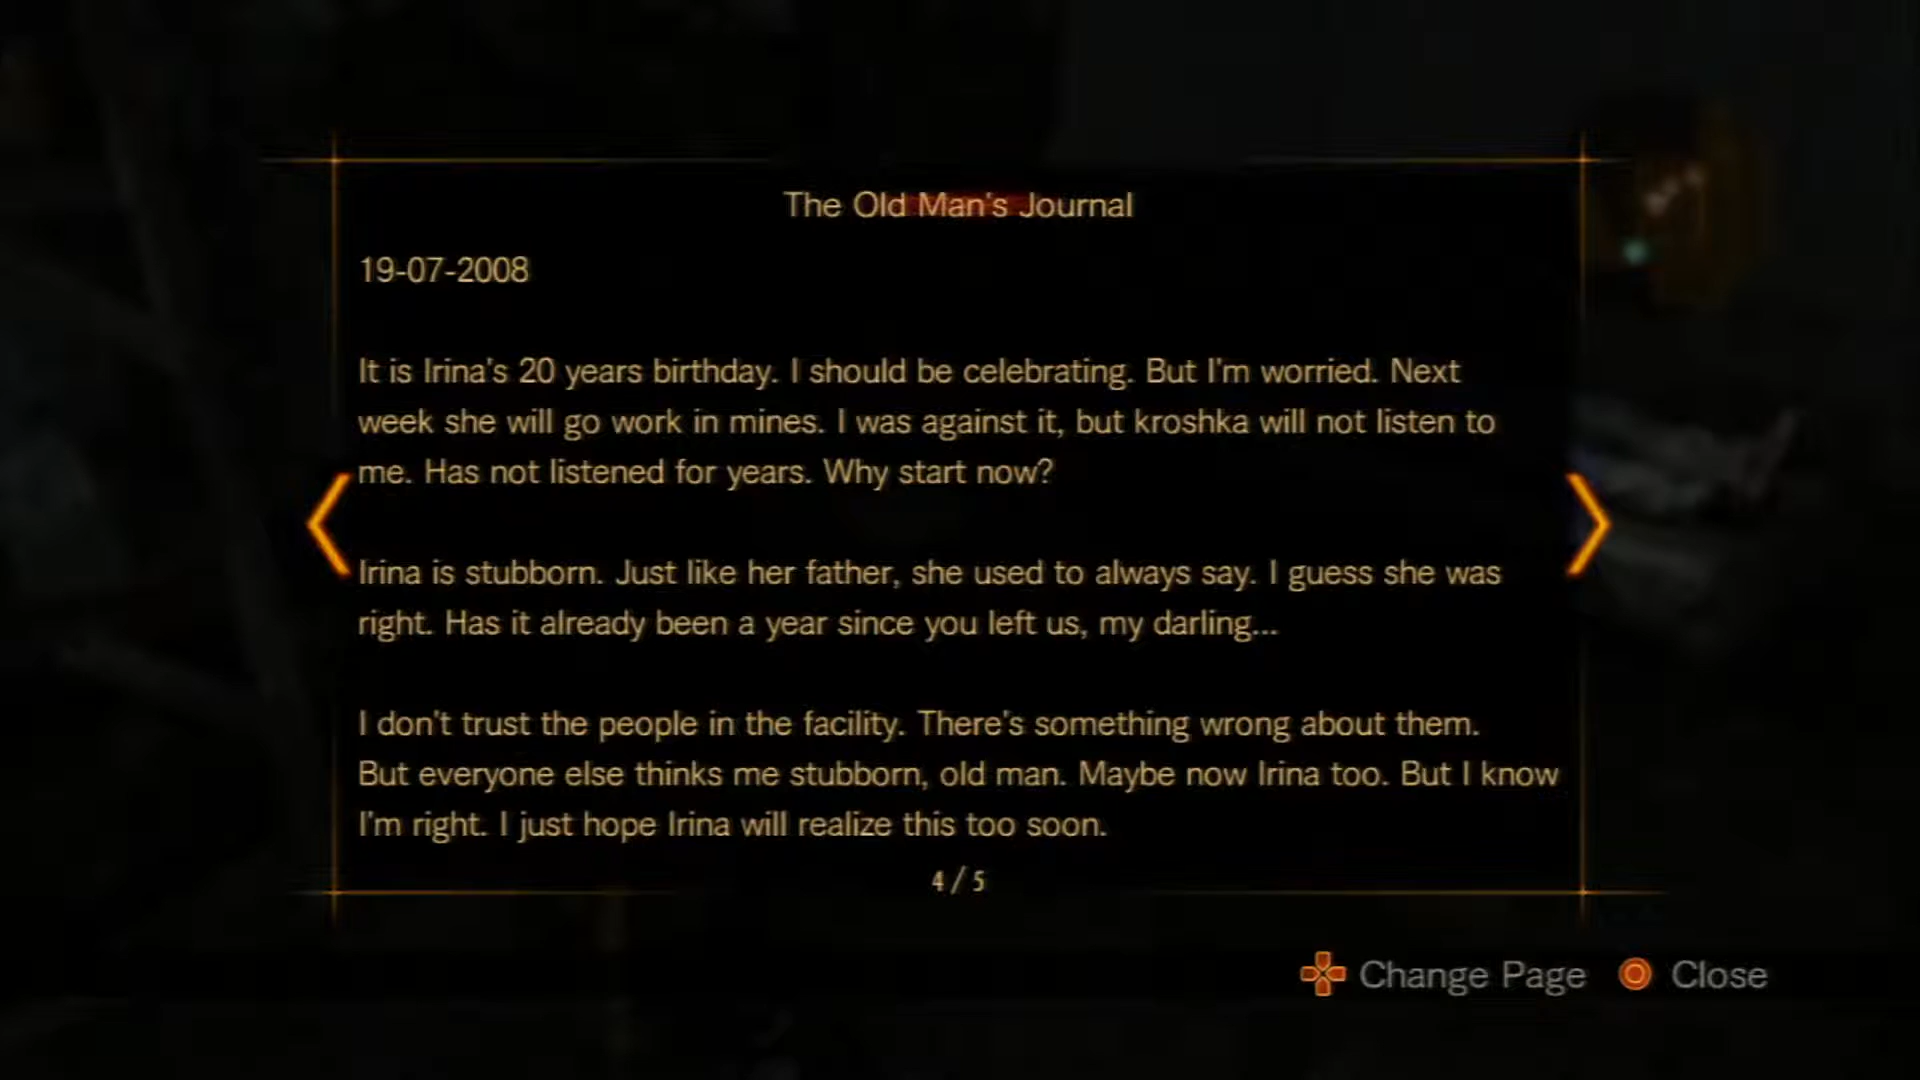 The Old Man's Journal
19-07-2008
It is Irina's 20 years birthday. I should be celebrating. But I'm worried. Next
week she will go work in mines. I was against it, but kroshka will not listen to
me. Has not listened for years. Why start now?
Irina is stubborn. Just like her father, she used to always say. I guess she was
right. Has it already been a year since you left us, my darling...
I don't trust the people in the facility. There's something wrong about them.
But everyone else thinks me stubborn, old man. Maybe now Irina too. But I know
I'm right. I just hope Irina will realize this too soon.
4 / 5
Change Page Close